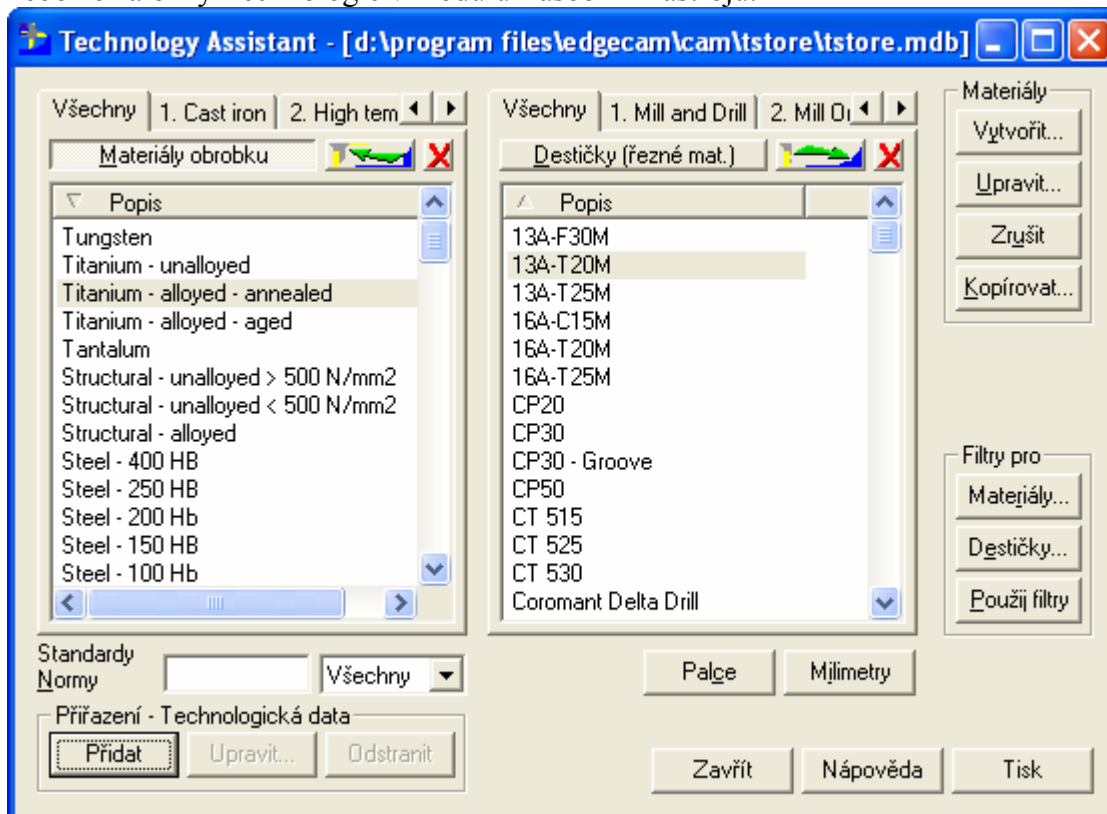 Technology Assistant - [d:\program files\edgecam\cam\tstore\tstore.mdb]
Všechny 1. Cast iron 2. High tem
Materiály obrobku
Popis
Tungsten
Titanium - unalloyed
Titanium - alloyed - annealed
Titanium - alloyed - aged
Tantalum
Structural - unalloyed > 500 N/mm2
Structural - unalloyed < 500 N/mm2
Structural - alloyed
Steel - 400 HB
Steel - 250 HB
Steel - 200 Hb
Steel - 150 HB
Steel - 100 Hb
Všechny 1. Mill and Drill 2. Mill
Destičky (řezné mat.)
Popis
13A-F30M
13A-T20M
13A-T25M
16A-C15M
16A-T20M
16A-T25M
CP20
CP30
CP30 - Groove
CP50
CT 515
CT 525
CT 530
Coromant Delta Drill
Materiály
Vytvořit...
Upravit...
Zrušit
Kopírovat...
Filtry pro
Materiály...
Destičky...
Použij filtry
Standardy
Normy Všechny
Palce Milimetry
Přiřazení - Technologická data
Přidat Upravit... Odstranit
Zavřít Nápověda Tisk